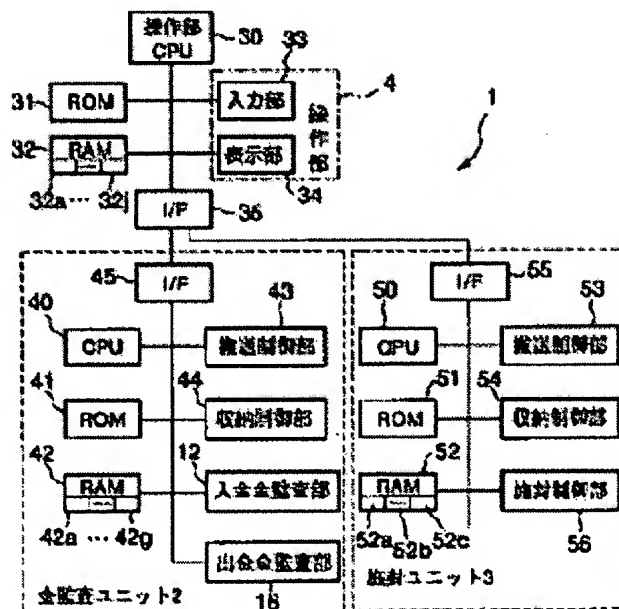 操作部
CPU
30
33
4
1
31
ROM
入力部
操作部
32
RAM
表示部
32a … 32j
34
I/F
35
45
I/F
I/F
55
40
43
50
53
CPU
搬送制御部
CPU
搬送制御部
41
44
51
54
ROM
収納制御部
ROM
収納制御部
42
12
52
RAM
入金金監査部
RAM
施封制御部
42a … 42g
52a
52b
52c
56
出金金監査部
金監査ユニット2
16
施封ユニット3